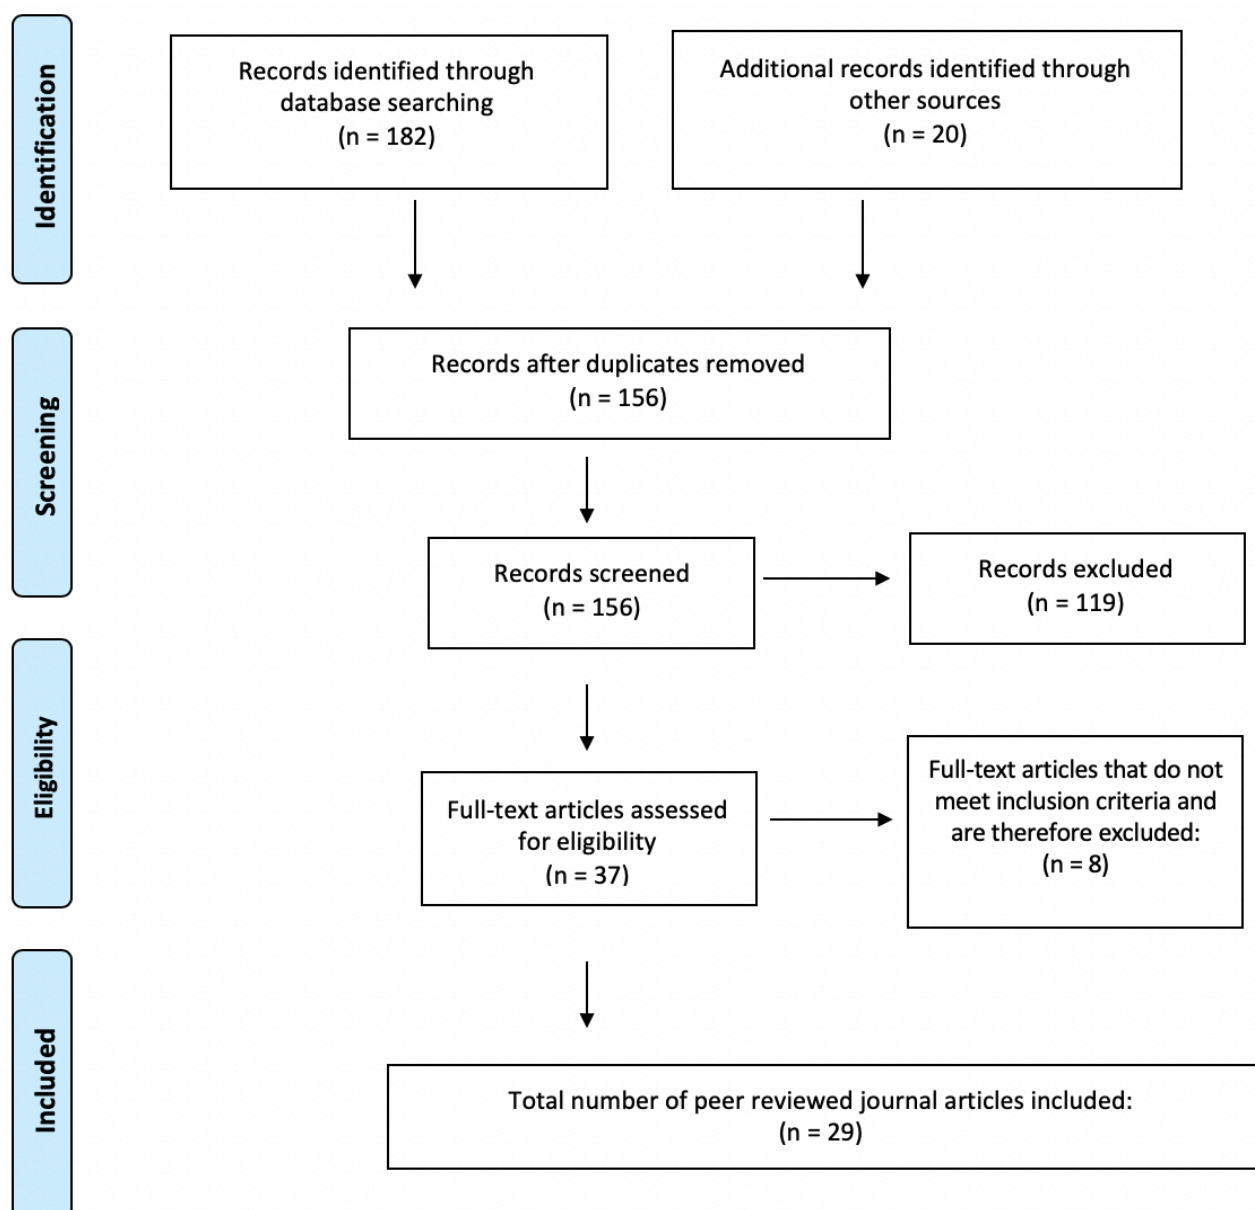 Identification
Records identified through
database searching
(n = 182)
Additional records identified through
other sources
(n = 20)
Screening
Records after duplicates removed
(n = 156)
Records screened
(n = 156)
Records excluded
(n = 119)
Eligibility
Full-text articles assessed
for eligibility
(n = 37)
Full-text articles that do not
meet inclusion criteria and
are therefore excluded:
(n = 8)
Included
Total number of peer reviewed journal articles included:
(n = 29)